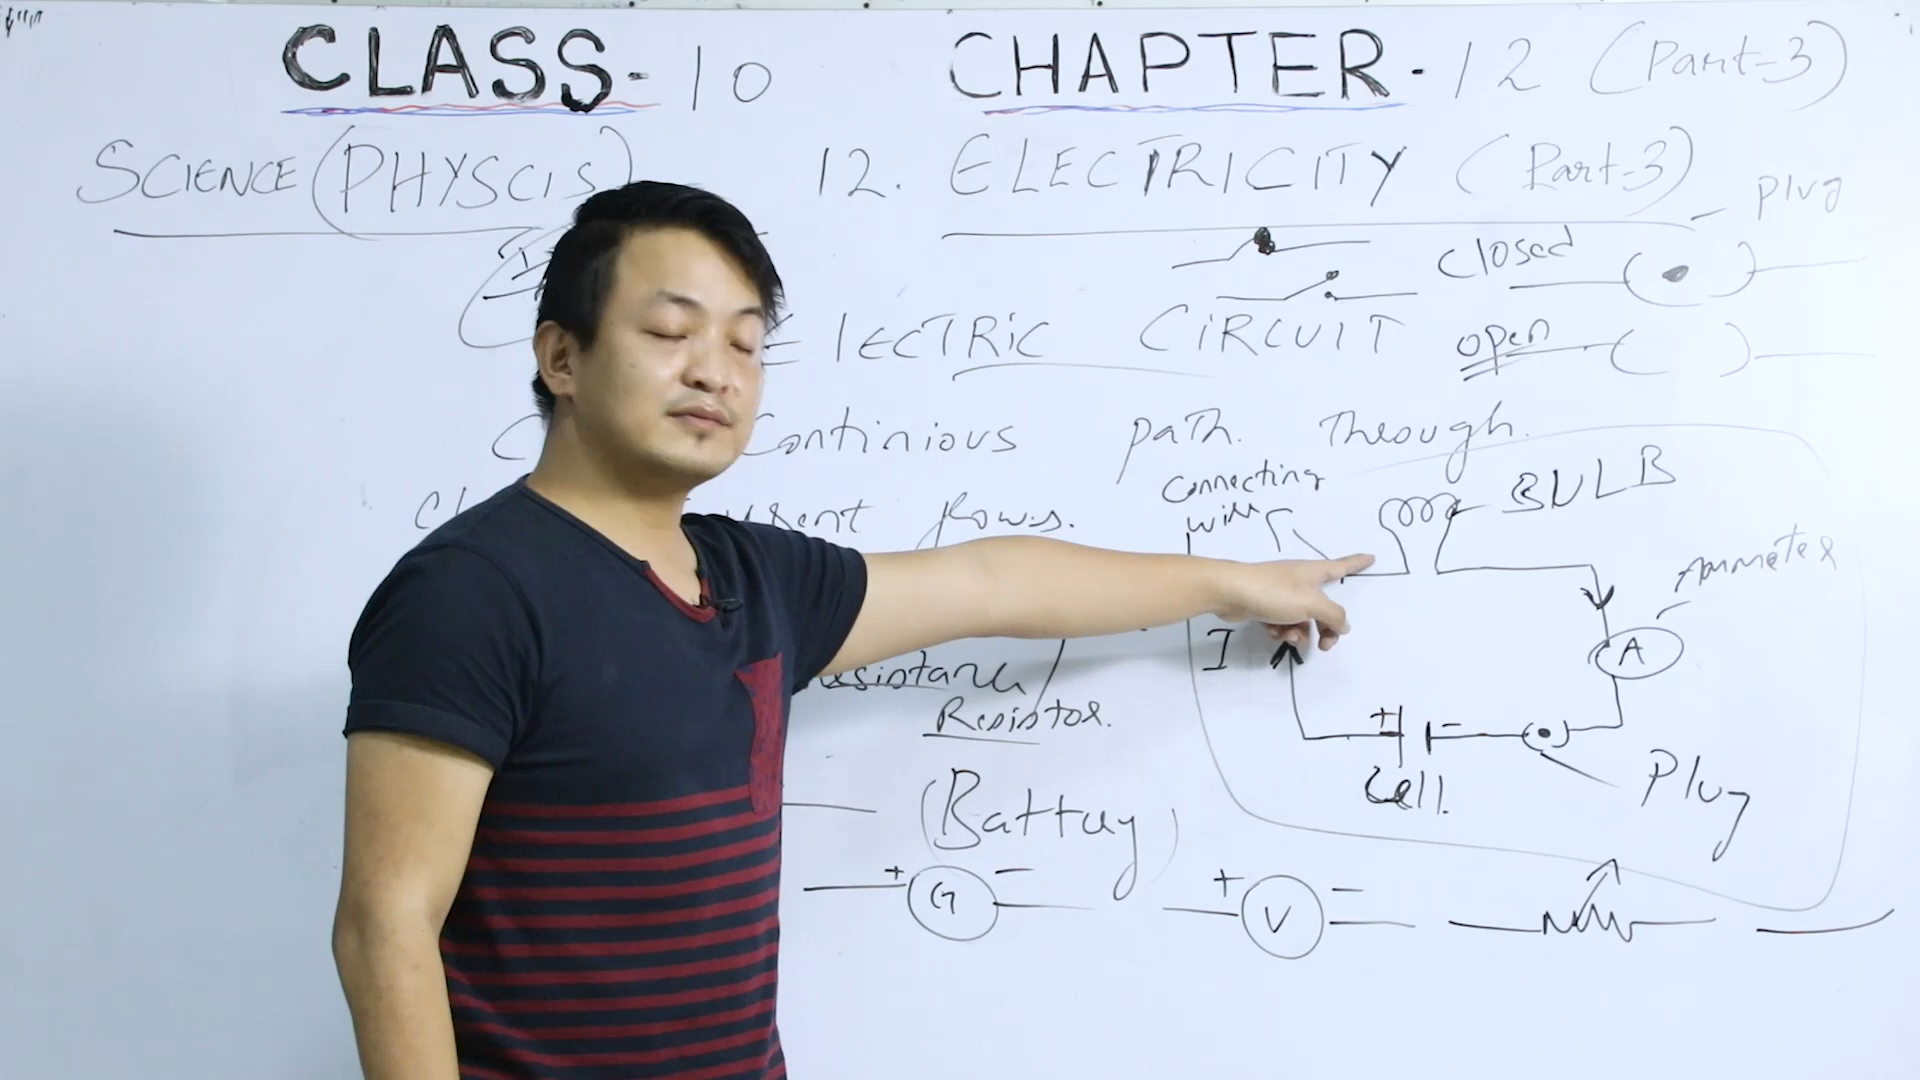 CLASS-10 CHAPTER-12 (Part-3)
SCIENCE (PHYSCIS) 12. ELECTRICITY (Part-3)
Plug
Closed
ELECTRIC CIRCUIT
open
Continious path through.
flows.
Connecting
wire
BULB
Ammeter
I
A
Resistor.
+ -
Cell.
Plug
(Battery)
+ G -
+ V -